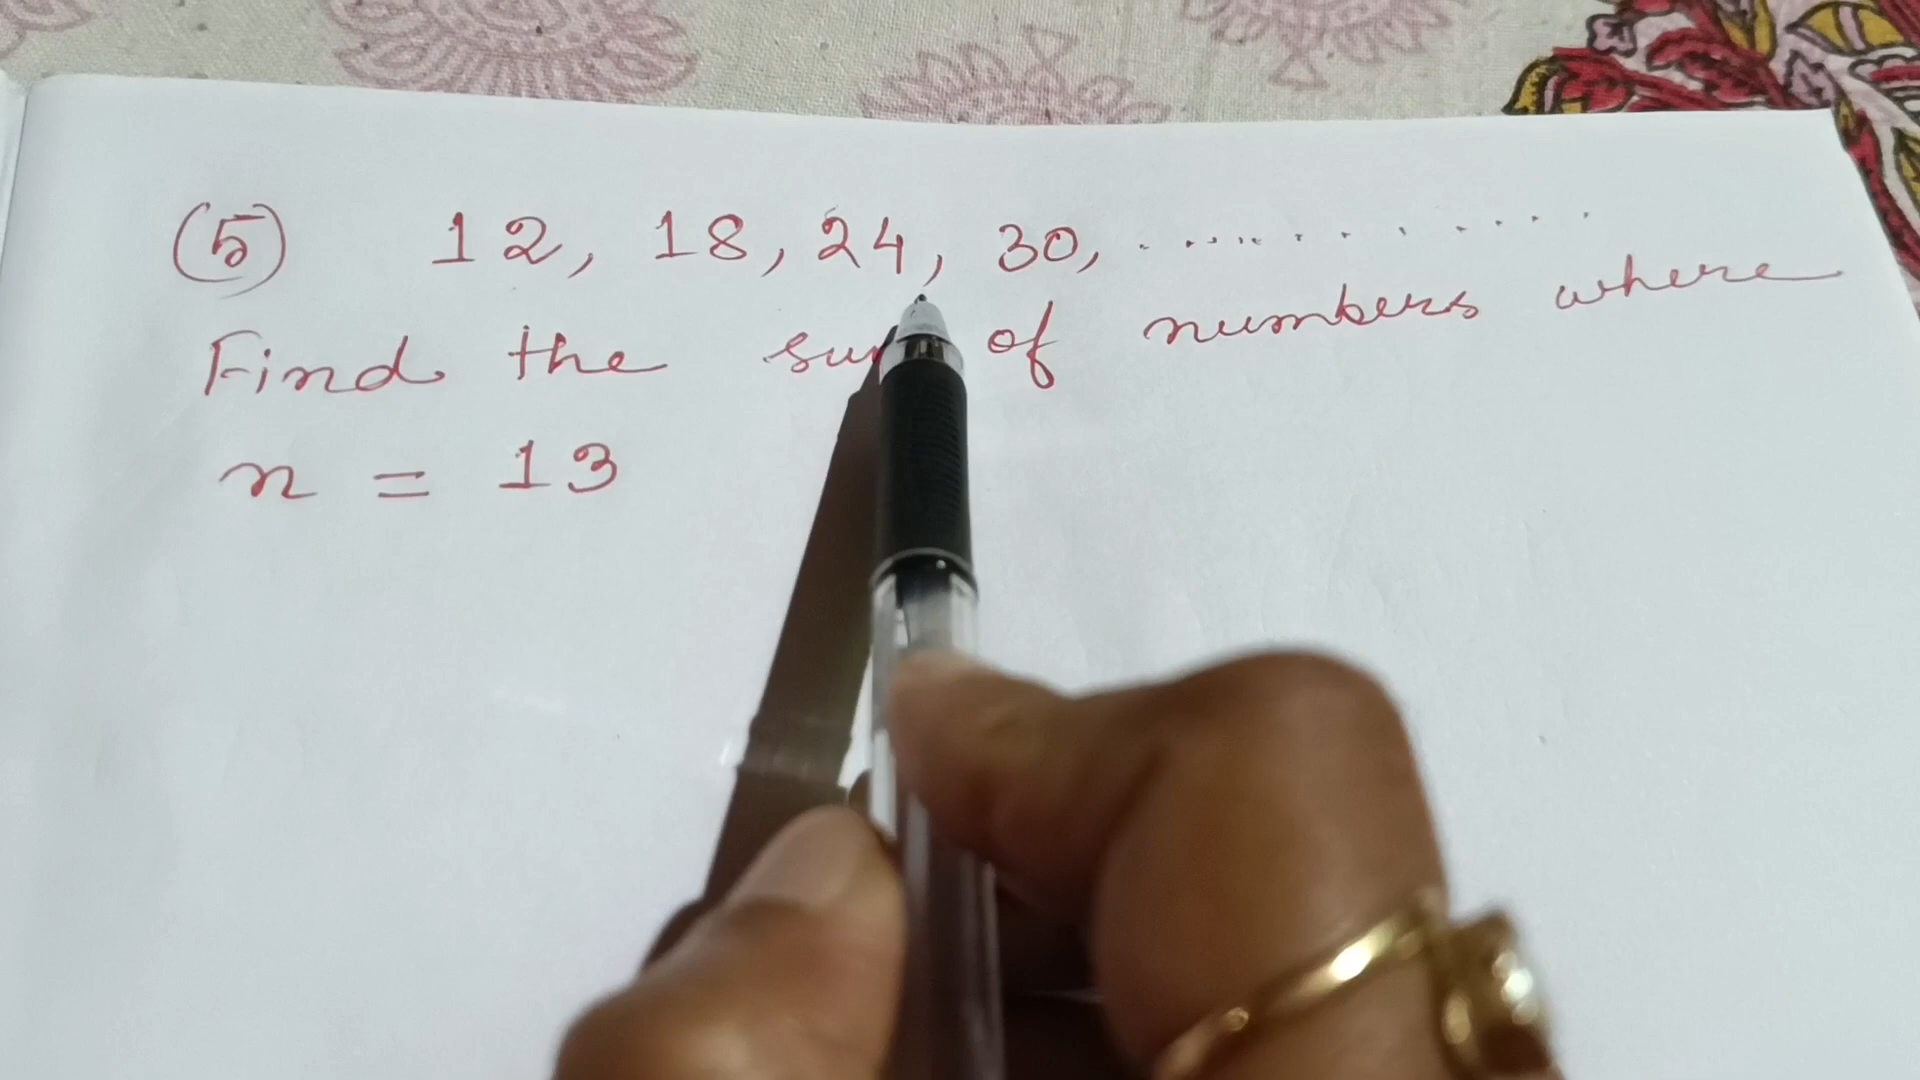 (5) 12, 18, 24, 30, ..............
Find the of numbers where
n = 13